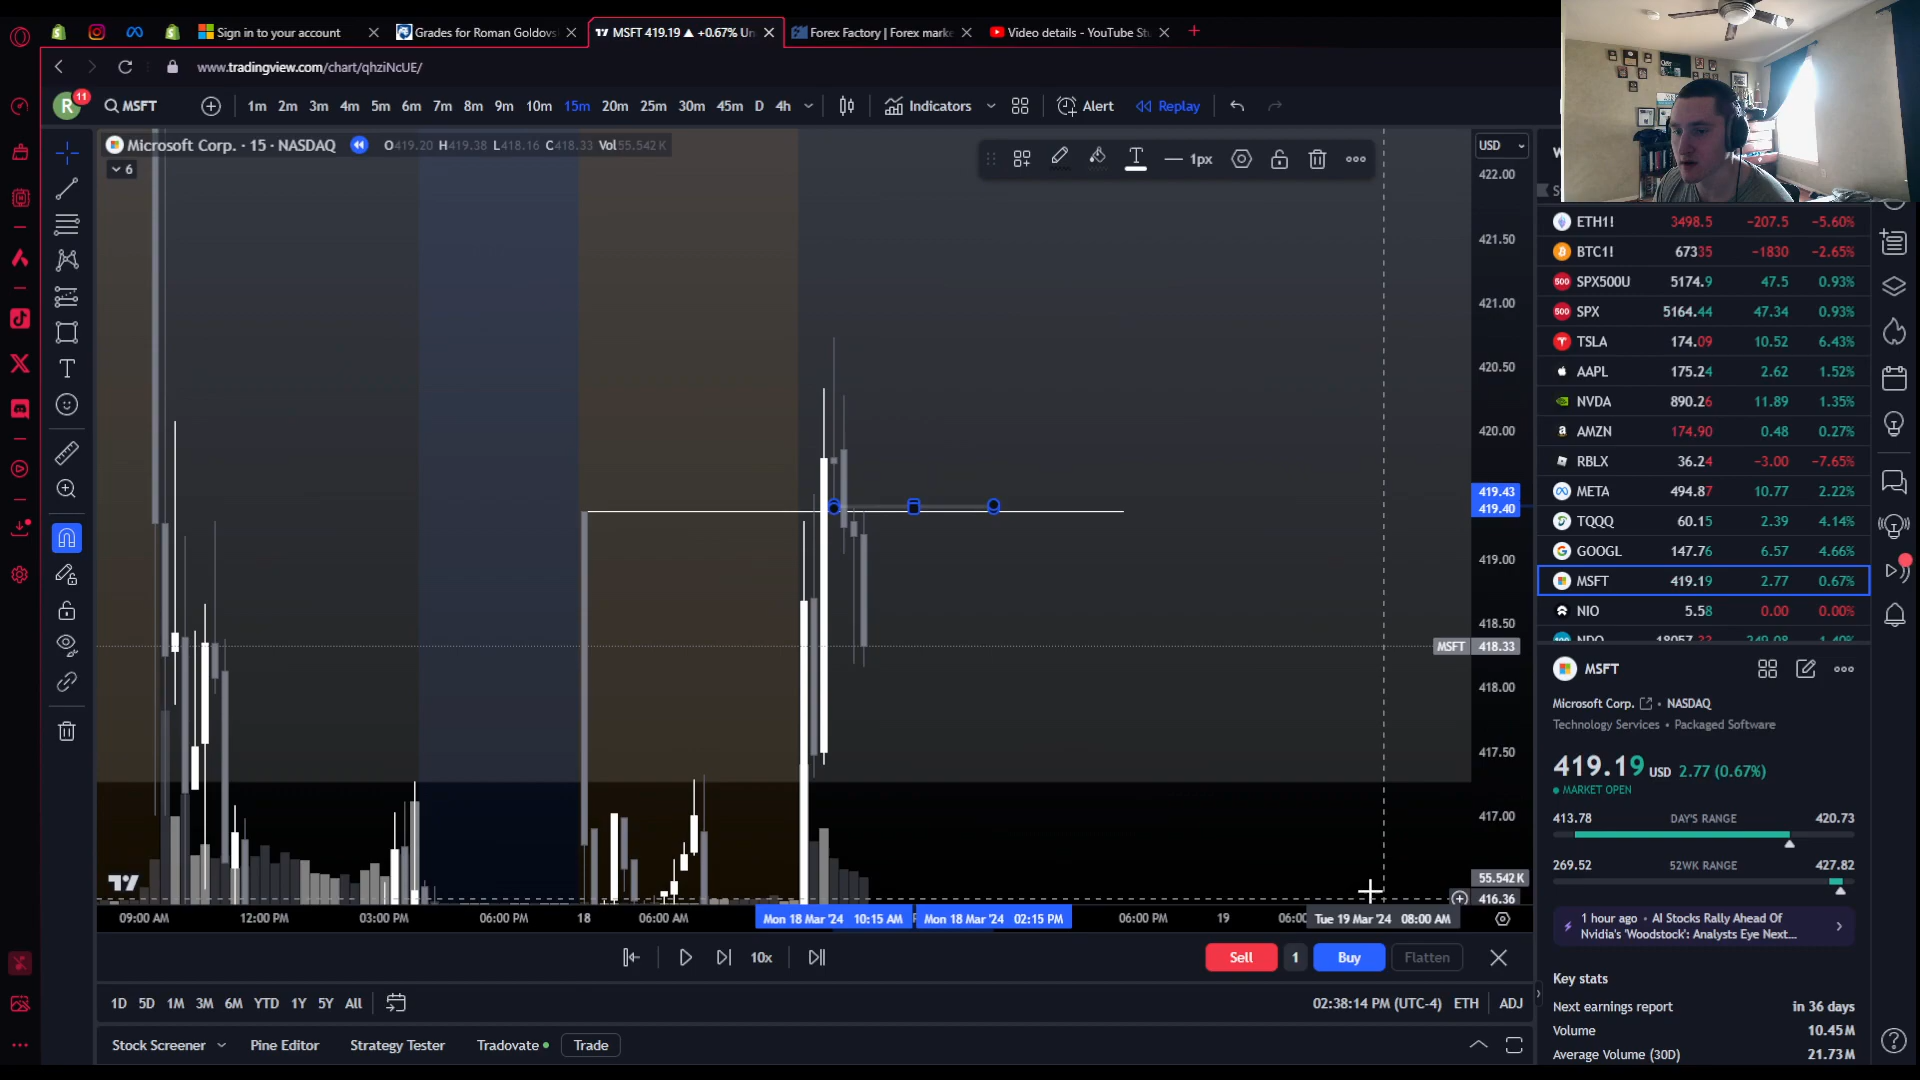 Sign in to your account
Grades for Roman Goldovs
MSFT 419.19 ▲ +0.67% Un
Forex Factory | Forex marke
Video details - YouTube Stu
www.tradingview.com/chart/qhziNcUE/
R
11
MSFT
1m 2m 3m 4m 5m 6m 7m 8m 9m 10m 15m 20m 25m 30m 45m D 4h
Indicators
Alert
Replay
Microsoft Corp. · 15 · NASDAQ
O419.20 H419.38 L418.16 C418.33 Vol55.542 K
6
1px
USD
422.00
421.50
421.00
420.50
420.00
419.43
419.40
419.00
418.50
MSFT 418.33
418.00
417.50
417.00
55.542 K
416.36
09:00 AM 12:00 PM 03:00 PM 06:00 PM 18 06:00 AM
Mon 18 Mar '24 10:15 AM
Mon 18 Mar '24 02:15 PM
06:00 PM 19 06:00
Tue 19 Mar '24 08:00 AM
10x
Sell 1 Buy Flatten
1D 5D 1M 3M 6M YTD 1Y 5Y All
02:38:14 PM (UTC-4) ETH ADJ
Stock Screener Pine Editor Strategy Tester Tradovate Trade
ETH1! 3498.5 −207.5 −5.60%
BTC1! 67335 −1830 −2.65%
SPX500U 5174.9 47.5 0.93%
SPX 5164.44 47.34 0.93%
TSLA 174.09 10.52 6.43%
AAPL 175.24 2.62 1.52%
NVDA 890.26 11.89 1.35%
AMZN 174.90 0.48 0.27%
RBLX 36.24 −3.00 −7.65%
META 494.87 10.77 2.22%
TQQQ 60.15 2.39 4.14%
GOOGL 147.76 6.57 4.66%
MSFT 419.19 2.77 0.67%
NIO 5.58 0.00 0.00%
MSFT
Microsoft Corp. • NASDAQ
Technology Services • Packaged Software
419.19 USD 2.77 (0.67%)
MARKET OPEN
413.78 DAY'S RANGE 420.73
269.52 52WK RANGE 427.82
1 hour ago • AI Stocks Rally Ahead Of
Nvidia's 'Woodstock': Analysts Eye Next...
Key stats
Next earnings report in 36 days
Volume 10.45M
Average Volume (30D) 21.73M